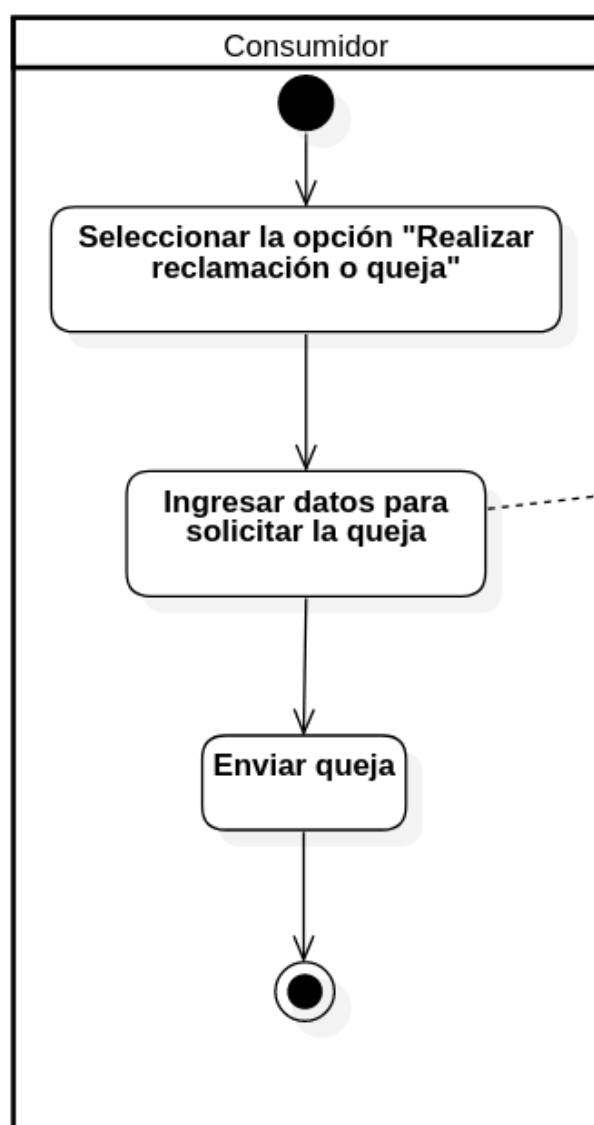 Consumidor
Seleccionar la opción "Realizar
reclamación o queja"
Ingresar datos para
solicitar la queja
Enviar queja